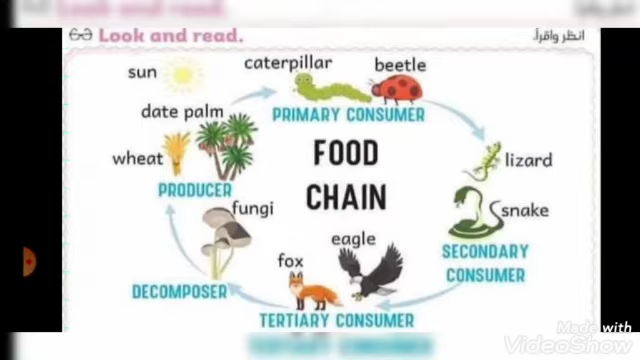 Look and read.
انظر واقرأ.
sun
caterpillar
beetle
date palm
PRIMARY CONSUMER
wheat
FOOD
CHAIN
lizard
PRODUCER
fungi
snake
eagle
SECONDARY
CONSUMER
fox
DECOMPOSER
TERTIARY CONSUMER
Made with
VideoShow